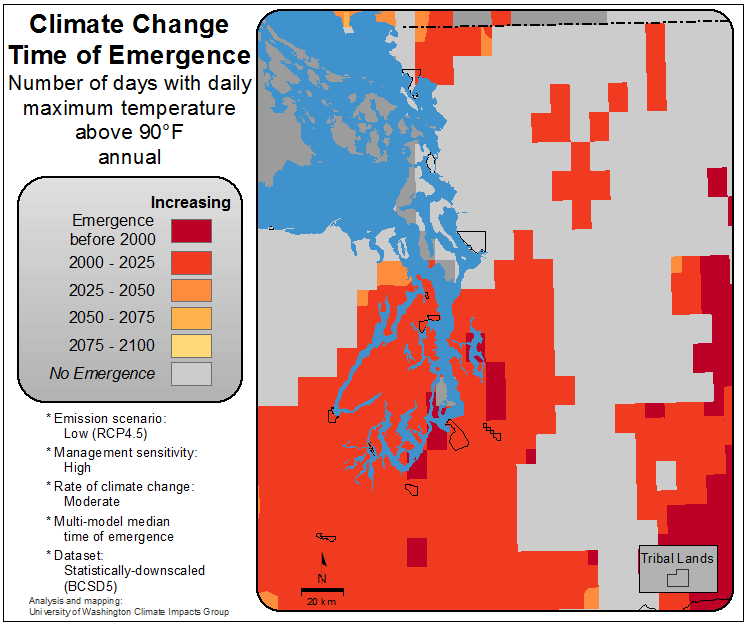 Climate Change
Time of Emergence
Number of days with daily
maximum temperature
above 90°F
annual
Increasing
Emergence
before 2000
2000 - 2025
2025 - 2050
2050 - 2075
2075 - 2100
No Emergence
* Emission scenario:
Low (RCP4.5)
* Management sensitivity:
High
* Rate of climate change:
Moderate
* Multi-model median
time of emergence
* Dataset:
Statistically-downscaled
(BCSD5)
Analysis and mapping:
University of Washington Climate Impacts Group
N
20 km
Tribal Lands